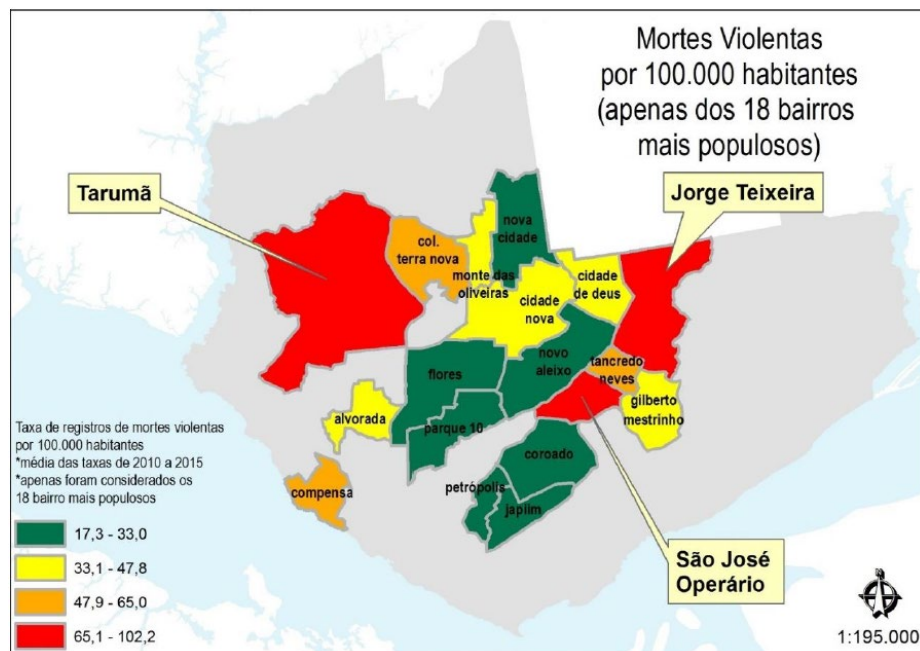 Mortes Violentas
por 100.000 habitantes
(apenas dos 18 bairros
mais populosos)
Tarumã
Jorge Teixeira
nova
cidade
col.
terra nova
monte das
oliveiras
cidade
de deus
cidade
nova
novo
aleixo
tancredo
neves
flores
gilberto
mestrinho
alvorada
parque 10
coroado
compensa
petrópolis
japiim
São José
Operário
Taxa de registros de mortes violentas
por 100.000 habitantes
*média das taxas de 2010 a 2015
*apenas foram considerados os
18 bairro mais populosos
17,3 - 33,0
33,1 - 47,8
47,9 - 65,0
65,1 - 102,2
1:195.000